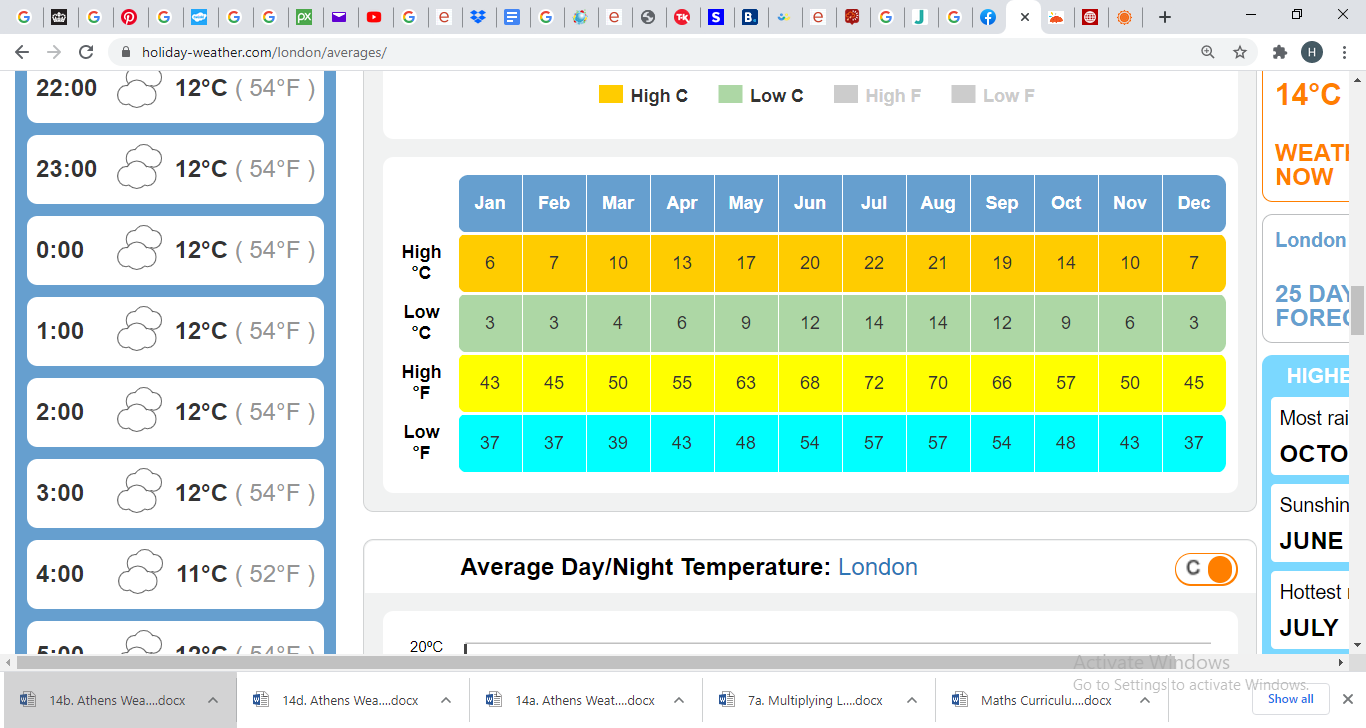 holiday-weather.com/london/averages/
H
22:00 12°C ( 54°F )
23:00 12°C ( 54°F )
0:00 12°C ( 54°F )
1:00 12°C ( 54°F )
2:00 12°C ( 54°F )
3:00 12°C ( 54°F )
4:00 11°C ( 52°F )
5:00 12°C ( 54°F )
High C Low C High F Low F
Jan Feb Mar Apr May Jun Jul Aug Sep Oct Nov Dec
High °C 6 7 10 13 17 20 22 21 19 14 10 7
Low °C 3 3 4 6 9 12 14 14 12 9 6 3
High °F 43 45 50 55 63 68 72 70 66 57 50 45
Low °F 37 37 39 43 48 54 57 57 54 48 43 37
Average Day/Night Temperature: London
C
20ºC
14°C
WEAT
NOW
London
25 DAY
FOREC
HIGHE
Most rai
OCTO
Sunshin
JUNE
Hottest
JULY
Activate Windows
Go to Settings to activate Windows.
14b. Athens Wea....docx
14d. Athens Wea....docx
14a. Athens Weat....docx
7a. Multiplying L....docx
Maths Curriculu....docx
Show all